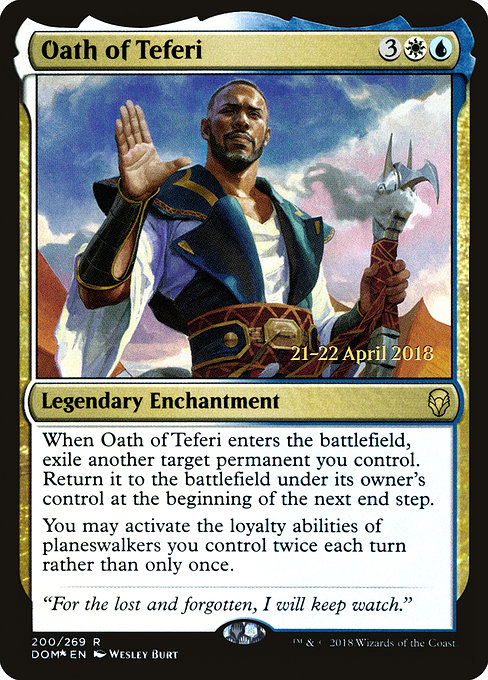 Oath of Teferi 3
21–22 April 2018
Legendary Enchantment
When Oath of Teferi enters the battlefield,
exile another target permanent you control.
Return it to the battlefield under its owner's
control at the beginning of the next end step.
You may activate the loyalty abilities of
planeswalkers you control twice each turn
rather than only once.
“For the lost and forgotten, I will keep watch.”
200/269 R
DOM★EN Wesley Burt
™ & © 2018 Wizards of the Coast